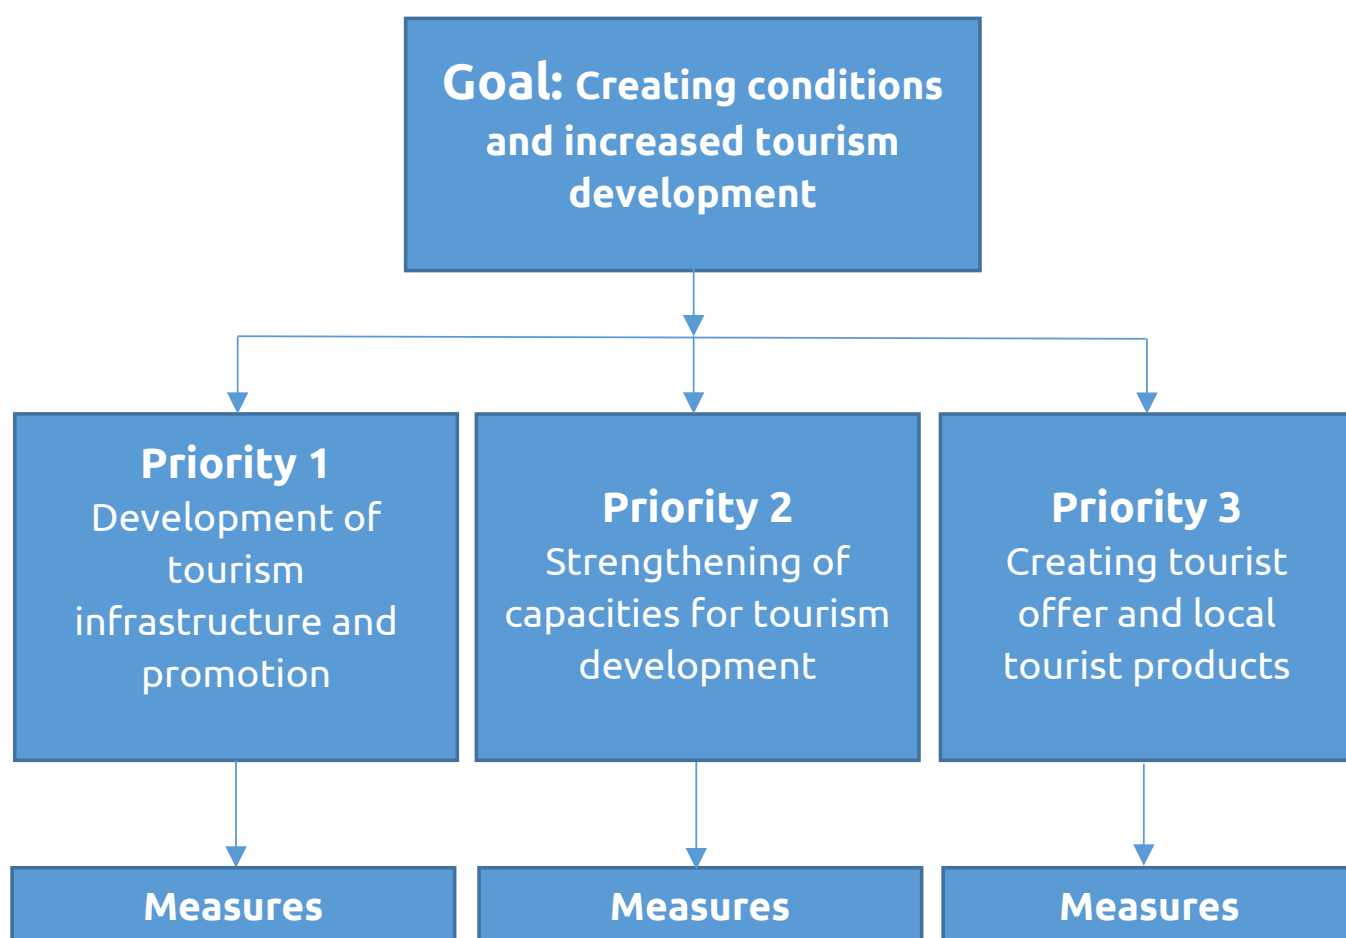 Goal: Creating conditions
and increased tourism
development
Priority 1
Development of
tourism
infrastructure and
promotion
Priority 2
Strengthening of
capacities for tourism
development
Priority 3
Creating tourist
offer and local
tourist products
Measures
Measures
Measures